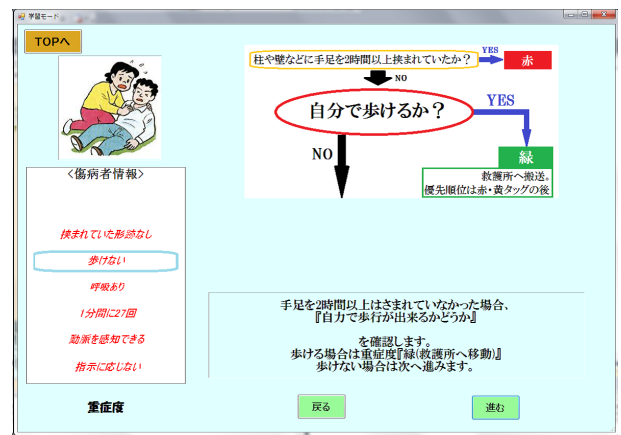 学習モード
TOPへ
柱や壁などに手足を2時間以上挟まれていたか？
YES
赤
NO
自分で歩けるか？
YES
NO
緑
救護所へ搬送。
優先順位は赤・黄タッグの後
<傷病者情報>
挟まれていた形跡なし
歩けない
呼吸あり
1分間に27回
動脈を感知できる
指示に応じない
手足を2時間以上はさまれていなかった場合、
『自力で歩行が出来るかどうか』
を確認します。
歩ける場合は重症度『緑(救護所へ移動)』
歩けない場合は次へ進みます。
重症度
戻る
進む